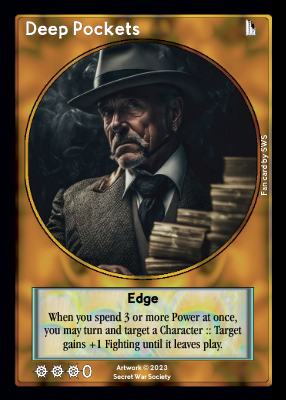 Deep Pockets
Fan card by SWS
Edge
When you spend 3 or more Power at once,
you may turn and target a Character :: Target
gains +1 Fighting until it leaves play.
0
Artwork © 2023
Secret War Society